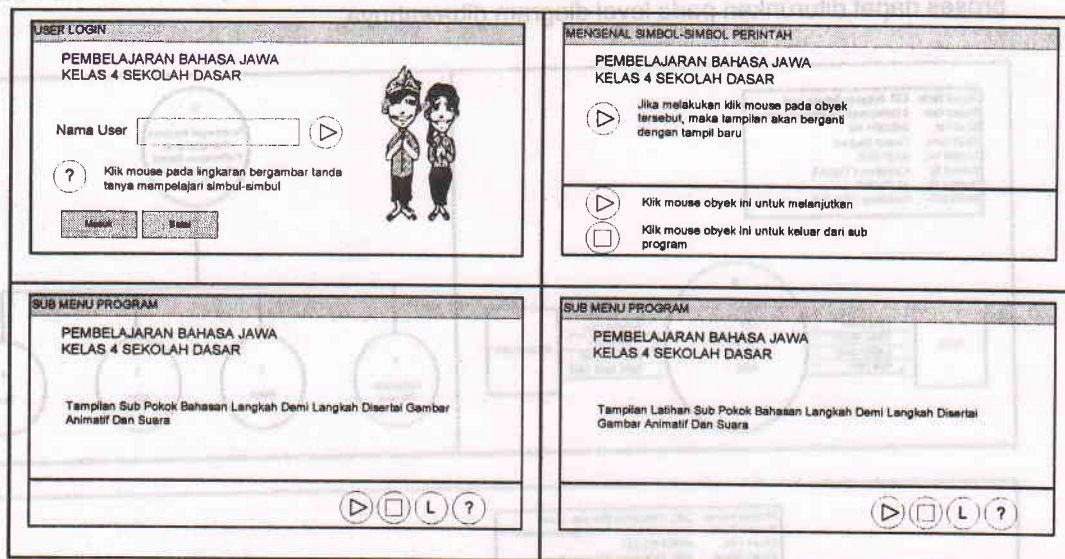 USER LOGIN
PEMBELAJARAN BAHASA JAWA
KELAS 4 SEKOLAH DASAR
Nama User
?
Klik mouse pada lingkaran bergambar tanda
tanya mempelajari simbul-simbul
MENGENAL SIMBOL-SIMBOL PERINTAH
PEMBELAJARAN BAHASA JAWA
KELAS 4 SEKOLAH DASAR
Jika melakukan klik mouse pada obyek
tersebut, maka tampilan akan berganti
dengan tampil baru
Klik mouse obyek ini untuk melanjutkan
Klik mouse obyek ini untuk keluar dari sub
program
SUB MENU PROGRAM
PEMBELAJARAN BAHASA JAWA
KELAS 4 SEKOLAH DASAR
Tampilan Sub Pokok Bahasan Langkah Demi Langkah Disertai Gambar
Animatif Dan Suara
L ?
SUB MENU PROGRAM
PEMBELAJARAN BAHASA JAWA
KELAS 4 SEKOLAH DASAR
Tampilan Latihan Sub Pokok Bahasan Langkah Demi Langkah Disertai
Gambar Animatif Dan Suara
L ?